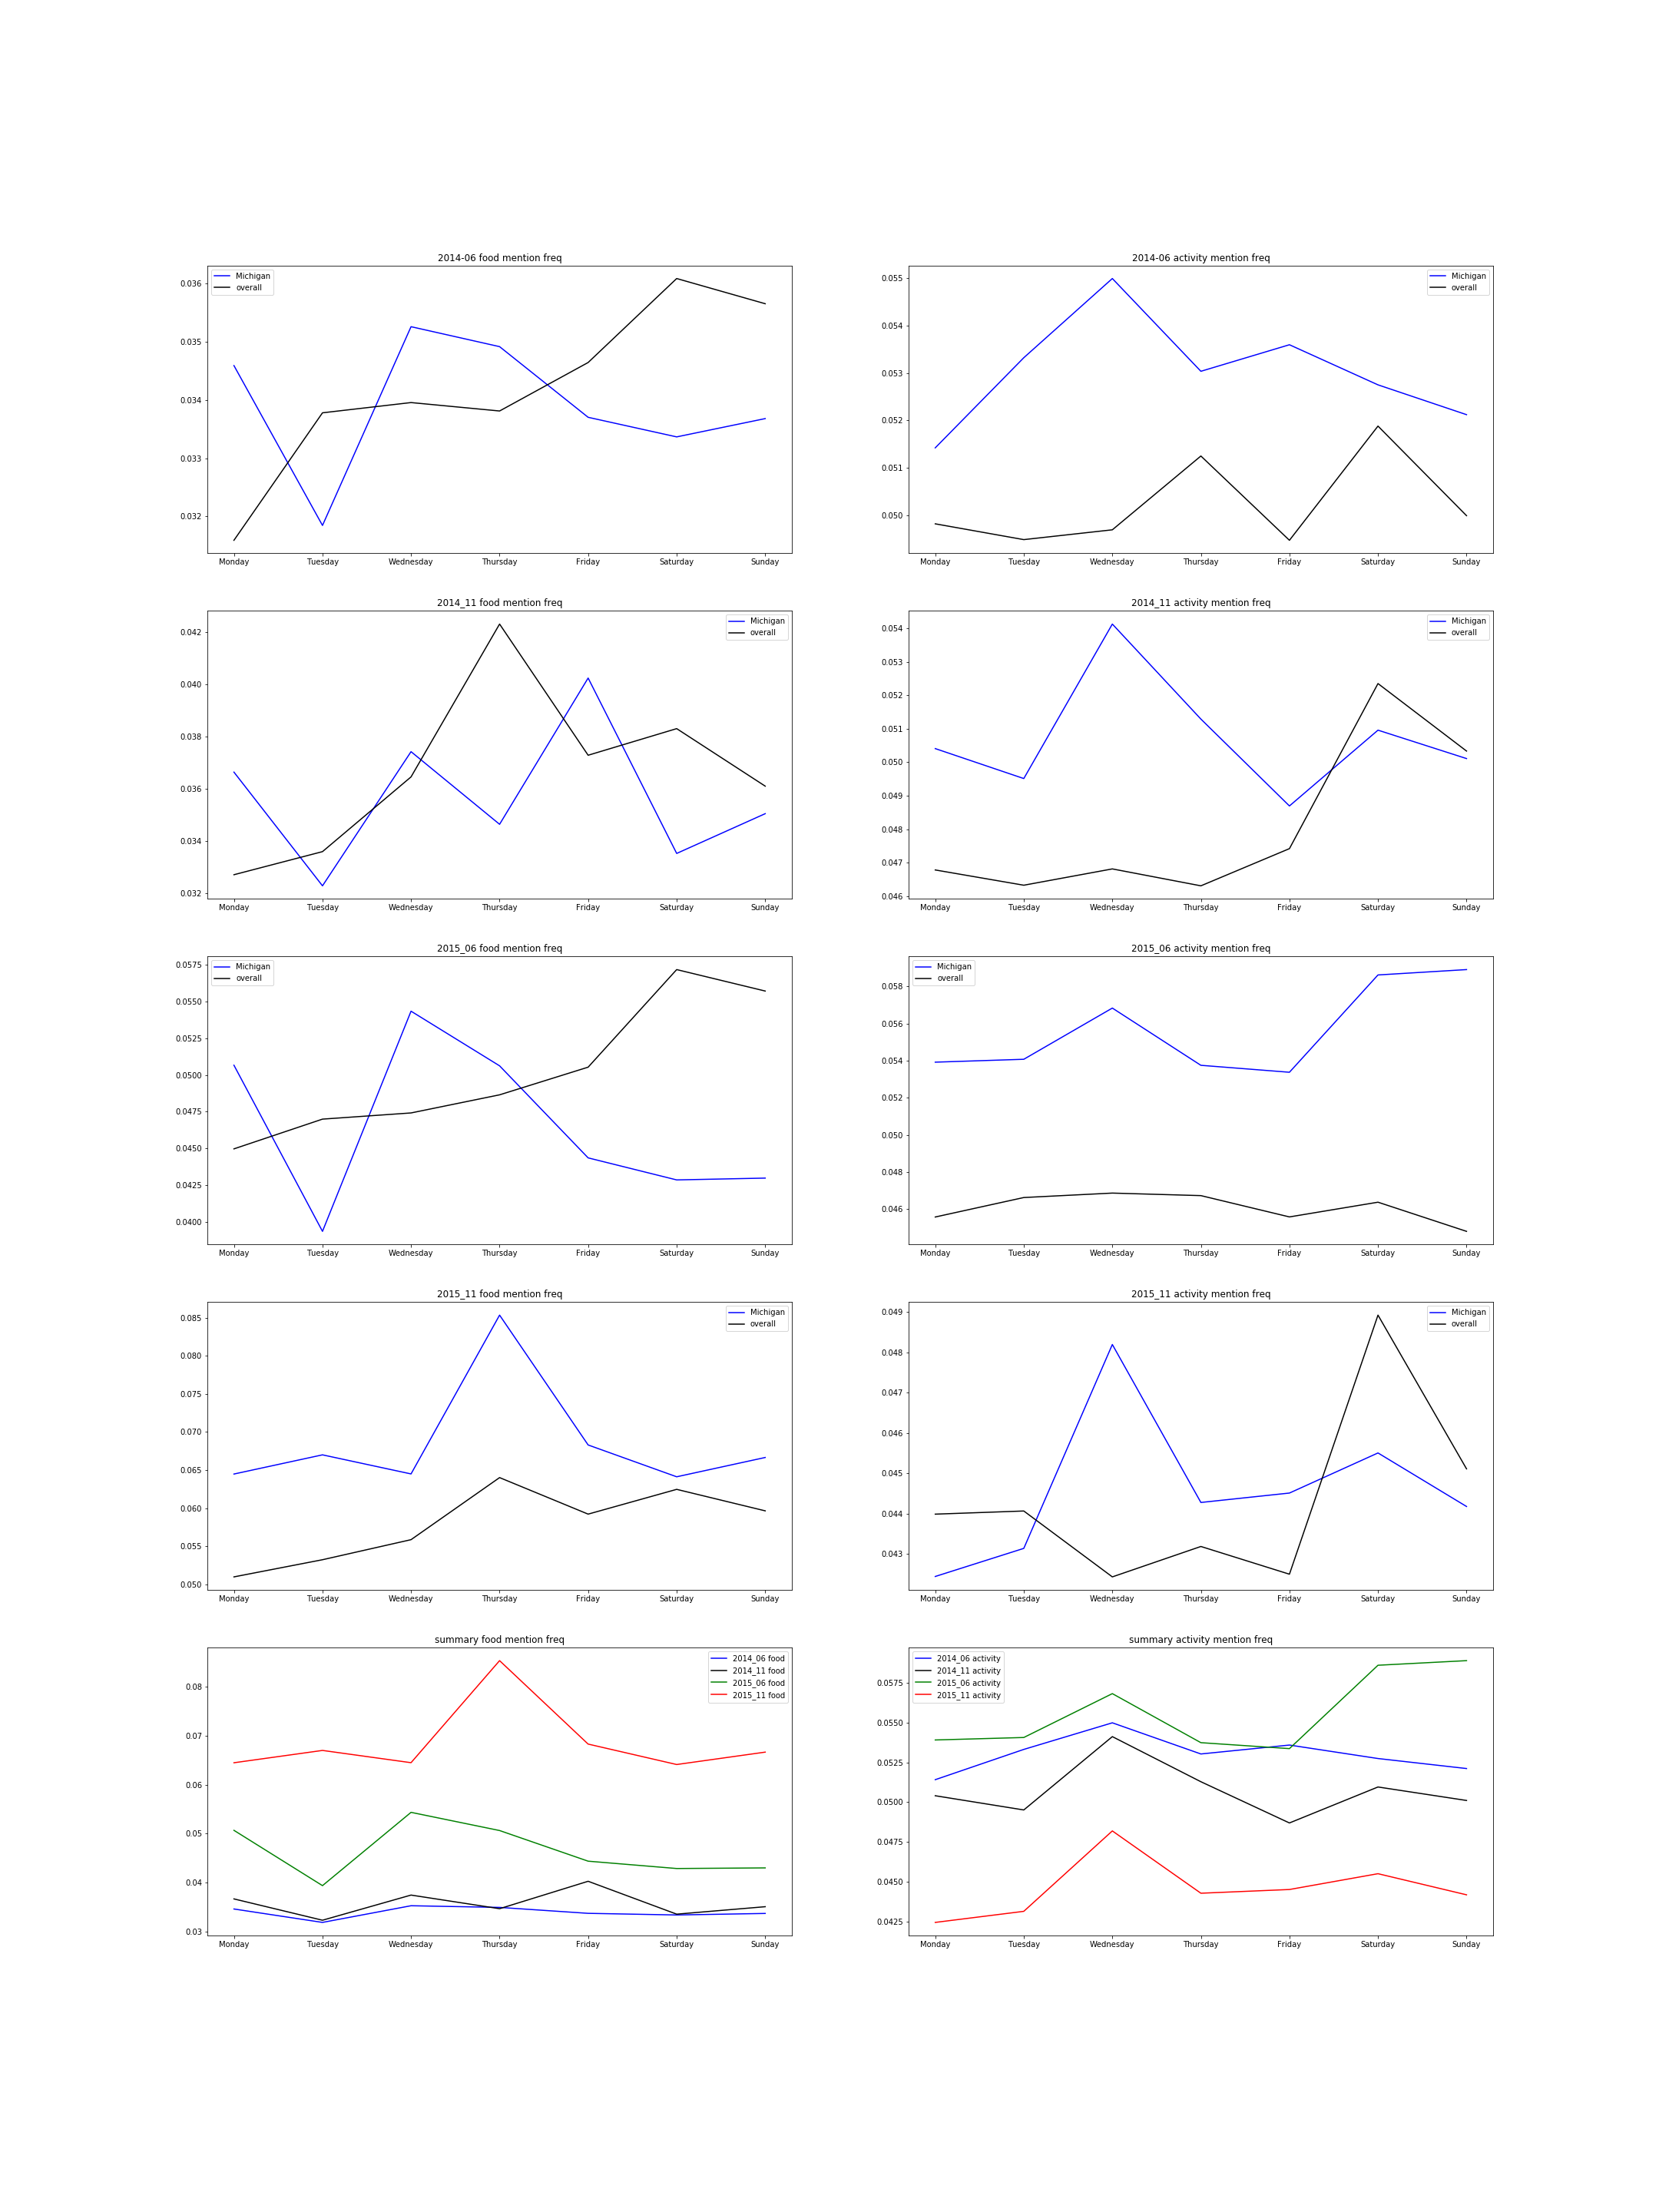 2014-06 food mention freq
Michigan
overall
0.036
0.035
0.034
0.033
0.032
Monday Tuesday Wednesday Thursday Friday Saturday Sunday
2014-06 activity mention freq
Michigan
overall
0.055
0.054
0.053
0.052
0.051
0.050
Monday Tuesday Wednesday Thursday Friday Saturday Sunday
2014_11 food mention freq
Michigan
overall
0.042
0.040
0.038
0.036
0.034
0.032
Monday Tuesday Wednesday Thursday Friday Saturday Sunday
2014_11 activity mention freq
Michigan
overall
0.054
0.053
0.052
0.051
0.050
0.049
0.048
0.047
0.046
Monday Tuesday Wednesday Thursday Friday Saturday Sunday
2015_06 food mention freq
Michigan
overall
0.0575
0.0550
0.0525
0.0500
0.0475
0.0450
0.0425
0.0400
Monday Tuesday Wednesday Thursday Friday Saturday Sunday
2015_06 activity mention freq
Michigan
overall
0.058
0.056
0.054
0.052
0.050
0.048
0.046
Monday Tuesday Wednesday Thursday Friday Saturday Sunday
2015_11 food mention freq
Michigan
overall
0.085
0.080
0.075
0.070
0.065
0.060
0.055
0.050
Monday Tuesday Wednesday Thursday Friday Saturday Sunday
2015_11 activity mention freq
Michigan
overall
0.049
0.048
0.047
0.046
0.045
0.044
0.043
Monday Tuesday Wednesday Thursday Friday Saturday Sunday
summary food mention freq
2014_06 food
2014_11 food
2015_06 food
2015_11 food
0.08
0.07
0.06
0.05
0.04
0.03
Monday Tuesday Wednesday Thursday Friday Saturday Sunday
summary activity mention freq
2014_06 activity
2014_11 activity
2015_06 activity
2015_11 activity
0.0575
0.0550
0.0525
0.0500
0.0475
0.0450
0.0425
Monday Tuesday Wednesday Thursday Friday Saturday Sunday